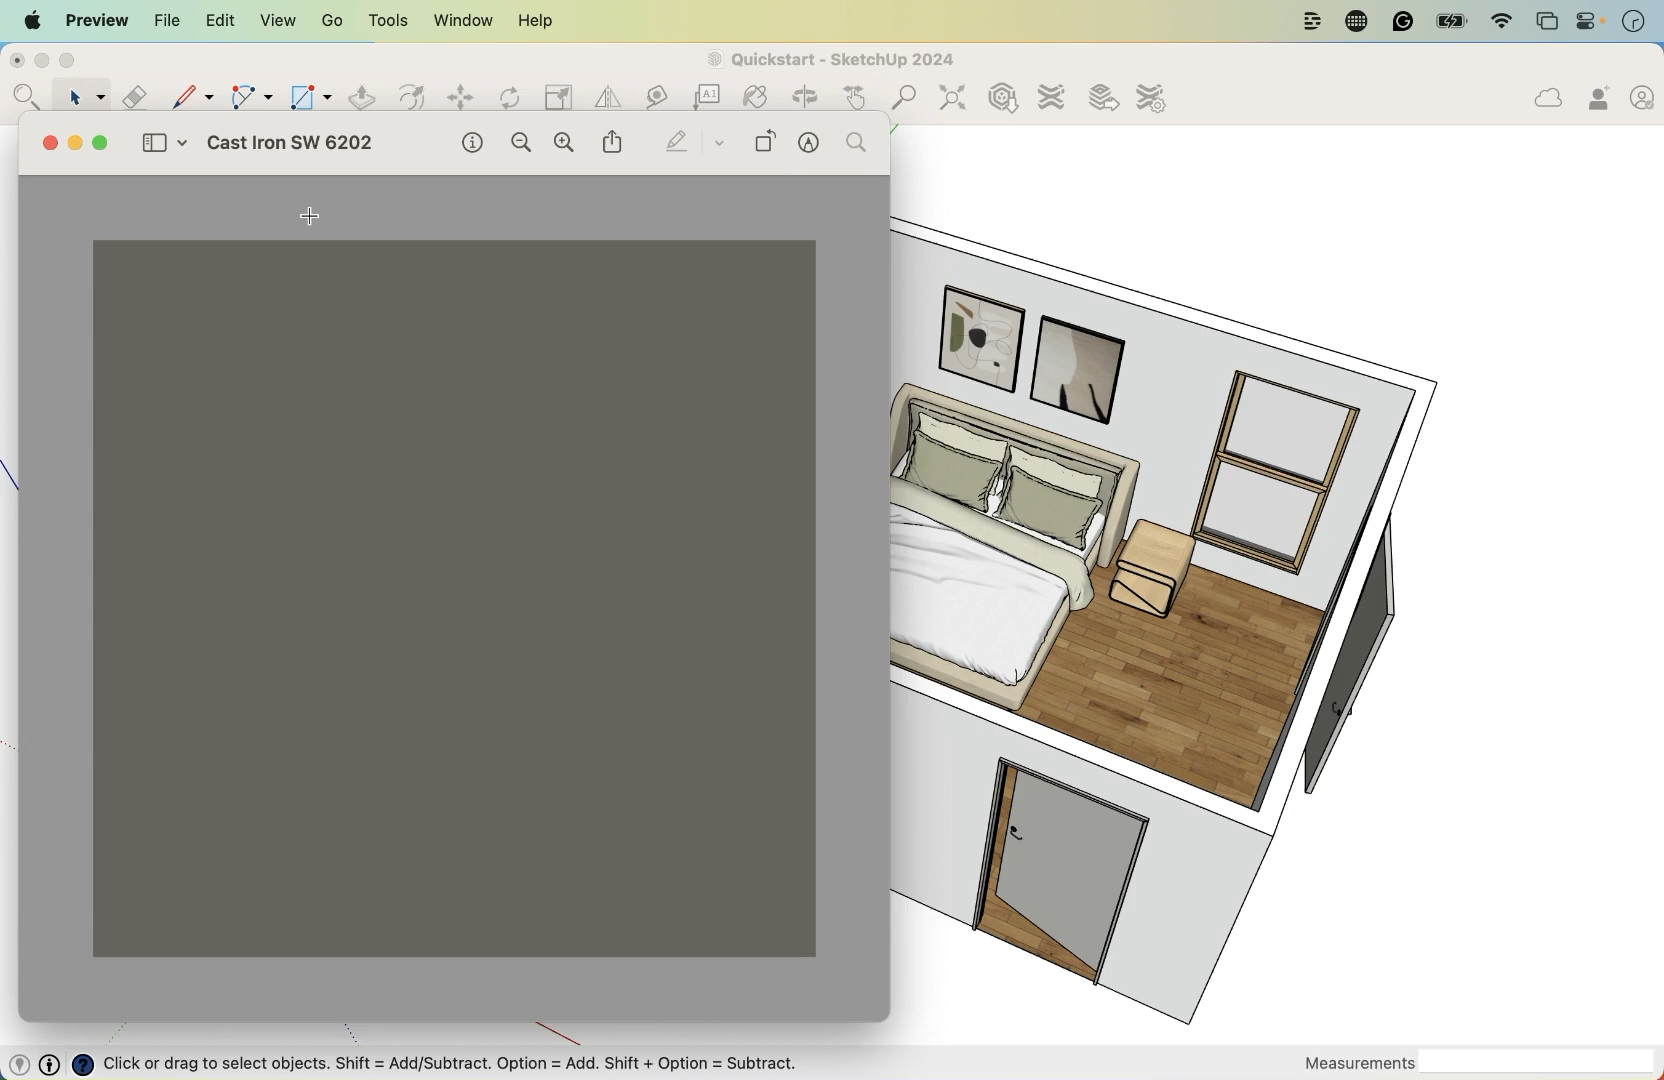 Preview File Edit View Go Tools Window Help
Quickstart - SketchUp 2024
A1
Cast Iron SW 6202
Click or drag to select objects. Shift = Add/Subtract. Option = Add. Shift + Option = Subtract.
Measurements